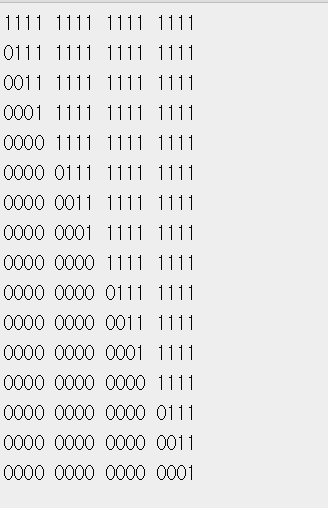 1111 1111 1111 1111
0111 1111 1111 1111
0011 1111 1111 1111
0001 1111 1111 1111
0000 1111 1111 1111
0000 0111 1111 1111
0000 0011 1111 1111
0000 0001 1111 1111
0000 0000 1111 1111
0000 0000 0111 1111
0000 0000 0011 1111
0000 0000 0001 1111
0000 0000 0000 1111
0000 0000 0000 0111
0000 0000 0000 0011
0000 0000 0000 0001